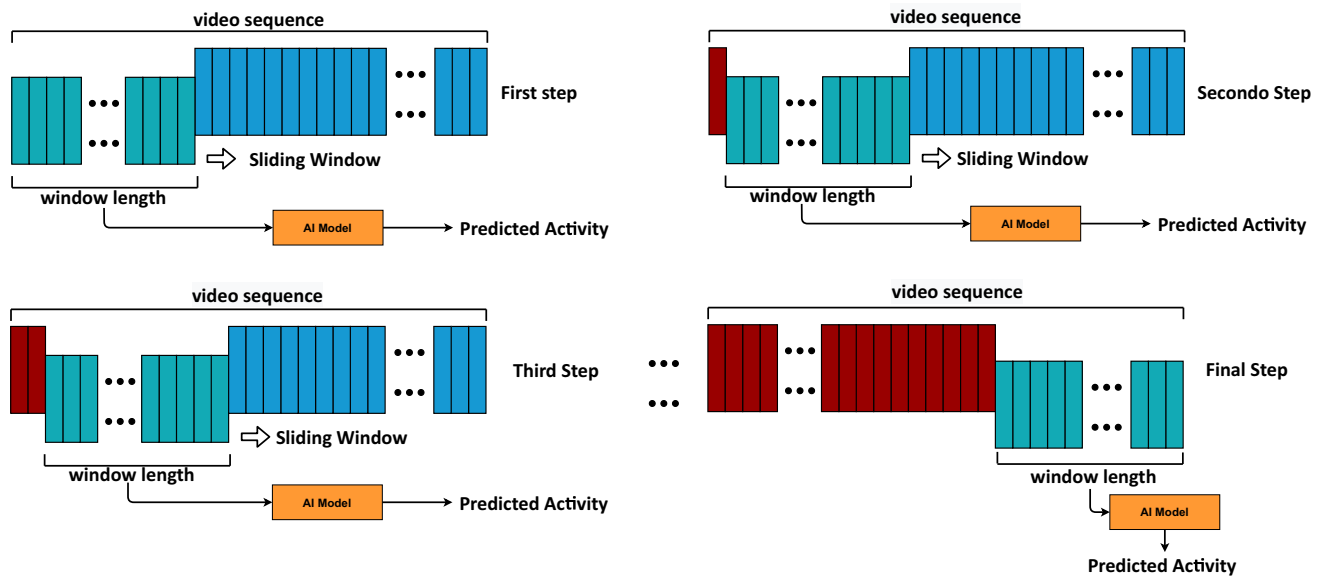 video sequence
First step
Sliding Window
window length
AI Model
Predicted Activity
video sequence
Secondo Step
Sliding Window
window length
AI Model
Predicted Activity
video sequence
Third Step
Sliding Window
window length
AI Model
Predicted Activity
video sequence
Final Step
window length
AI Model
Predicted Activity